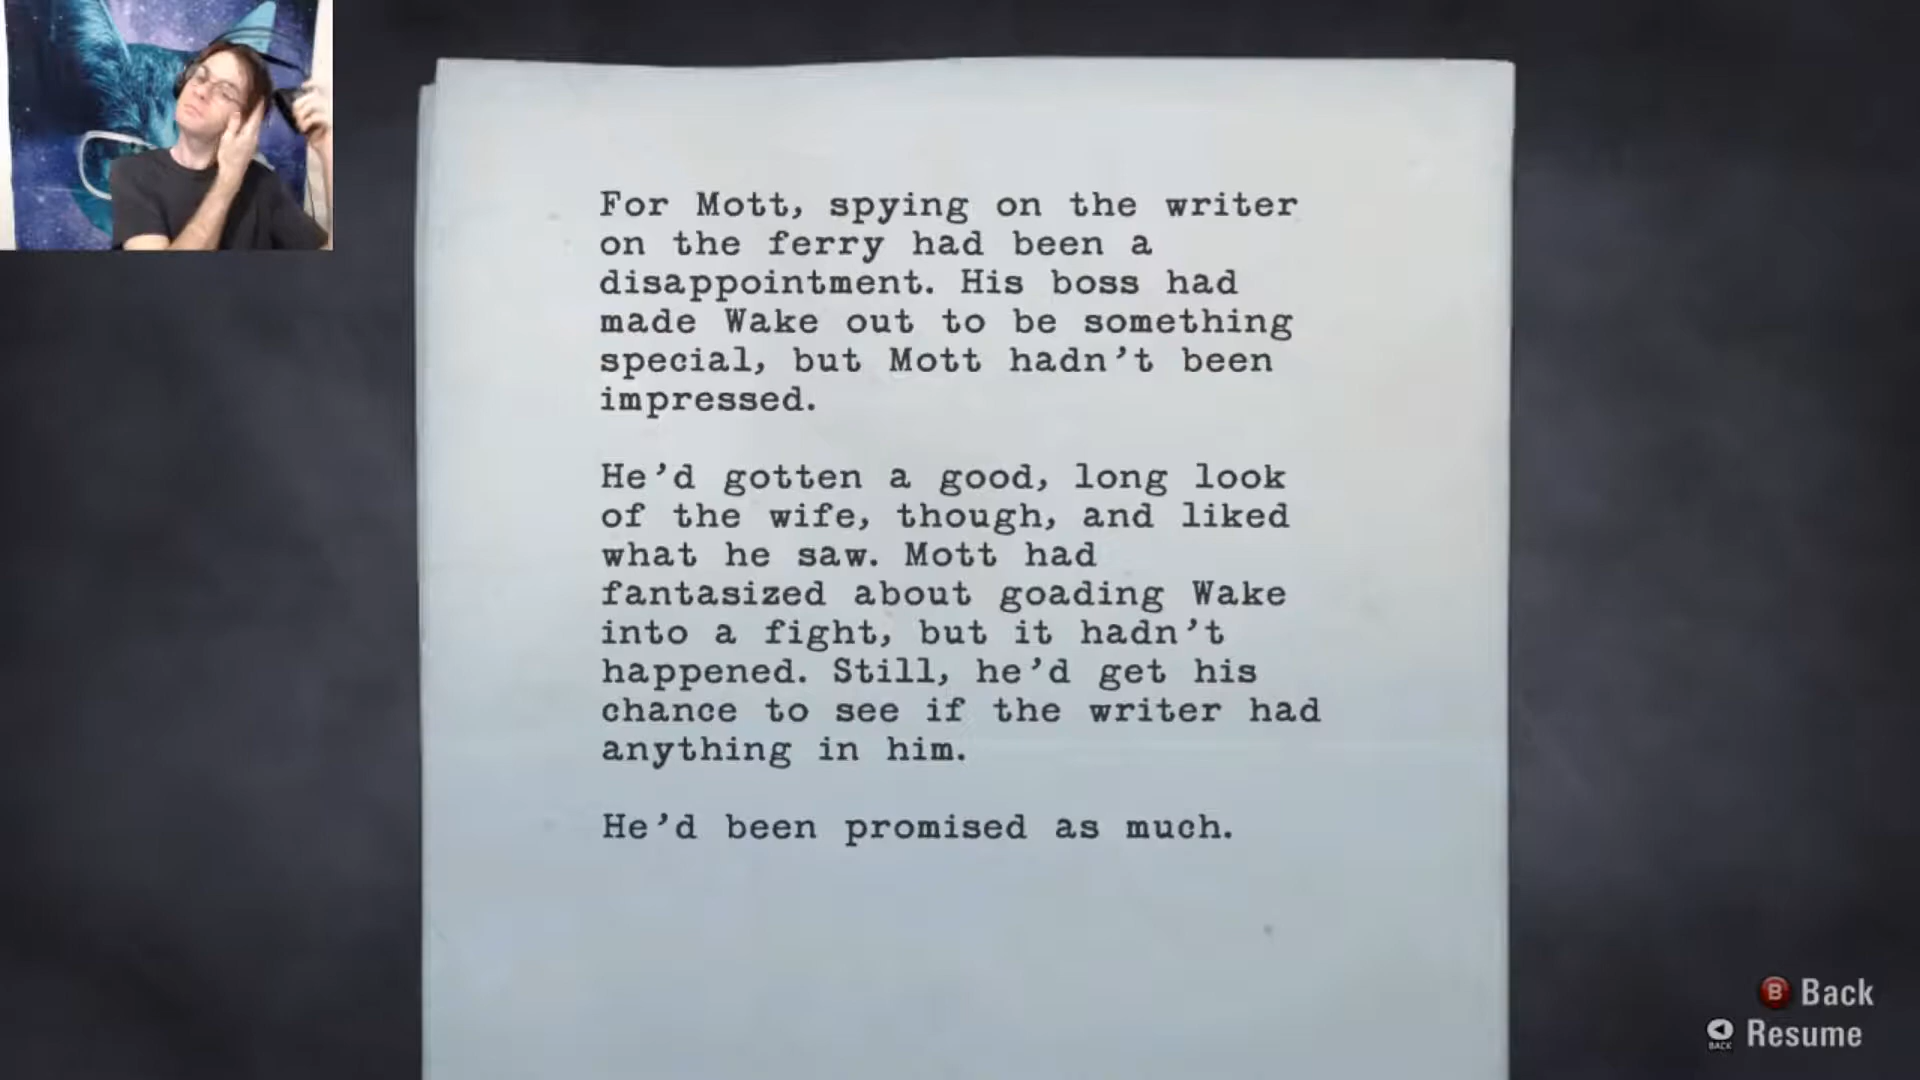 For Mott, spying on the writer
on the ferry had been a
disappointment. His boss had
made Wake out to be something
special, but Mott hadn’t been
impressed.
He’d gotten a good, long look
of the wife, though, and liked
what he saw. Mott had
fantasized about goading Wake
into a fight, but it hadn’t
happened. Still, he’d get his
chance to see if the writer had
anything in him.
He’d been promised as much.
B Back
BACK Resume